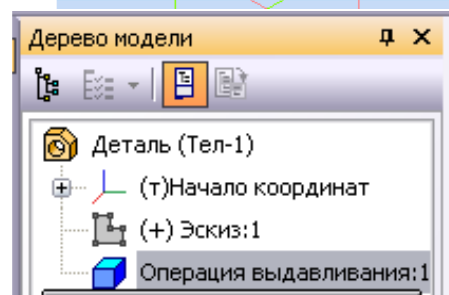 Дерево модели
Деталь (Тел-1)
(т)Начало координат
(+) Эскиз:1
Операция выдавливания:1